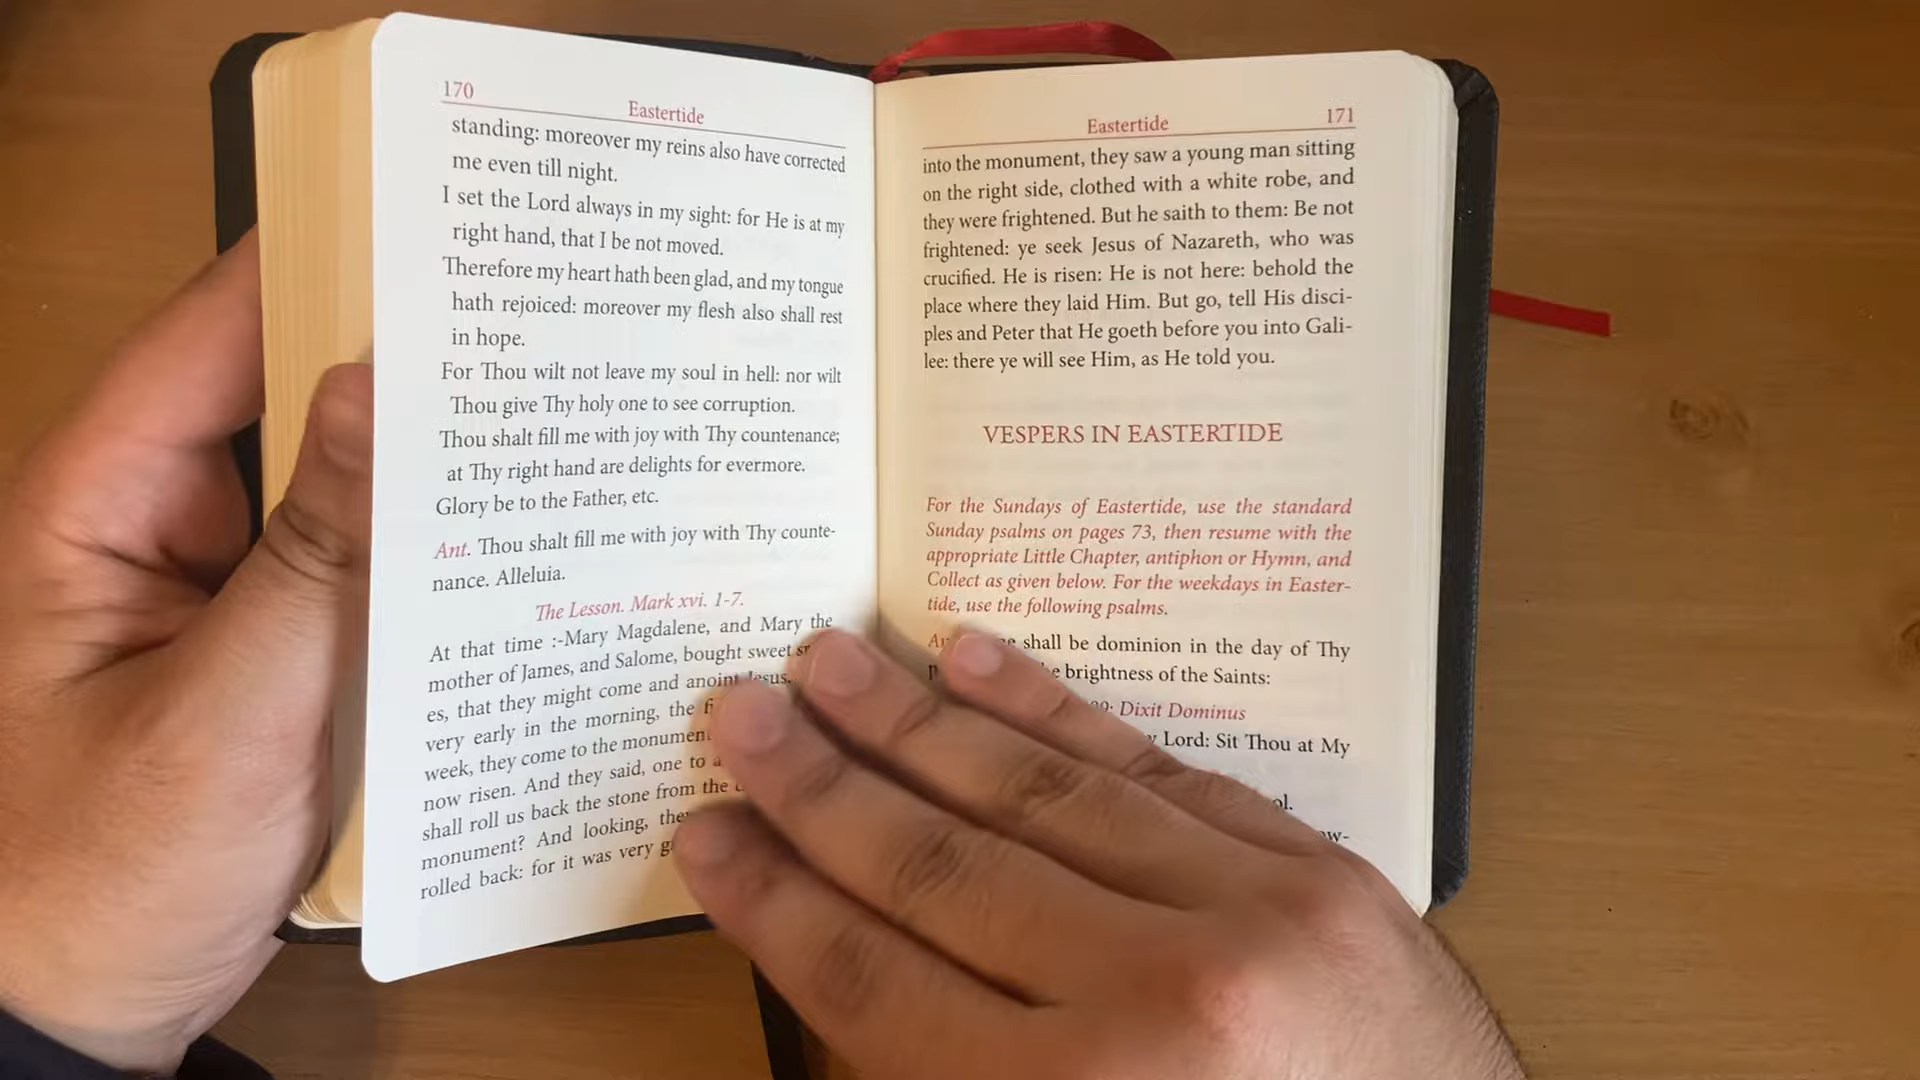 170
Eastertide
standing: moreover my reins also have corrected
me even till night.
I set the Lord always in my sight: for He is at my
right hand, that I be not moved.
Therefore my heart hath been glad, and my tongue
hath rejoiced: moreover my flesh also shall rest
in hope.
For Thou wilt not leave my soul in hell: nor wilt
Thou give Thy holy one to see corruption.
Thou shalt fill me with joy with Thy countenance;
at Thy right hand are delights for evermore.
Glory be to the Father, etc.
Ant. Thou shalt fill me with joy with Thy counte-
nance. Alleluia.
The Lesson. Mark xvi. 1-7.
At that time :-Mary Magdalene, and Mary the
mother of James, and Salome, bought sweet
es, that they might come and anoint Jesus.
very early in the morning, the
week, they come to the monument
now risen. And they said, one to
shall roll us back the stone from the
monument? And looking,
rolled back: for it was very
Eastertide
171
into the monument, they saw a young man sitting
on the right side, clothed with a white robe, and
they were frightened. But he saith to them: Be not
frightened: ye seek Jesus of Nazareth, who was
crucified. He is risen: He is not here: behold the
place where they laid Him. But go, tell His disci-
ples and Peter that He goeth before you into Gali-
lee: there ye will see Him, as He told you.
VESPERS IN EASTERTIDE
For the Sundays of Eastertide, use the standard
Sunday psalms on pages 73, then resume with the
appropriate Little Chapter, antiphon or Hymn, and
Collect as given below. For the weekdays in Easter-
tide, use the following psalms.
shall be dominion in the day of Thy
brightness of the Saints:
Dixit Dominus
Lord: Sit Thou at My